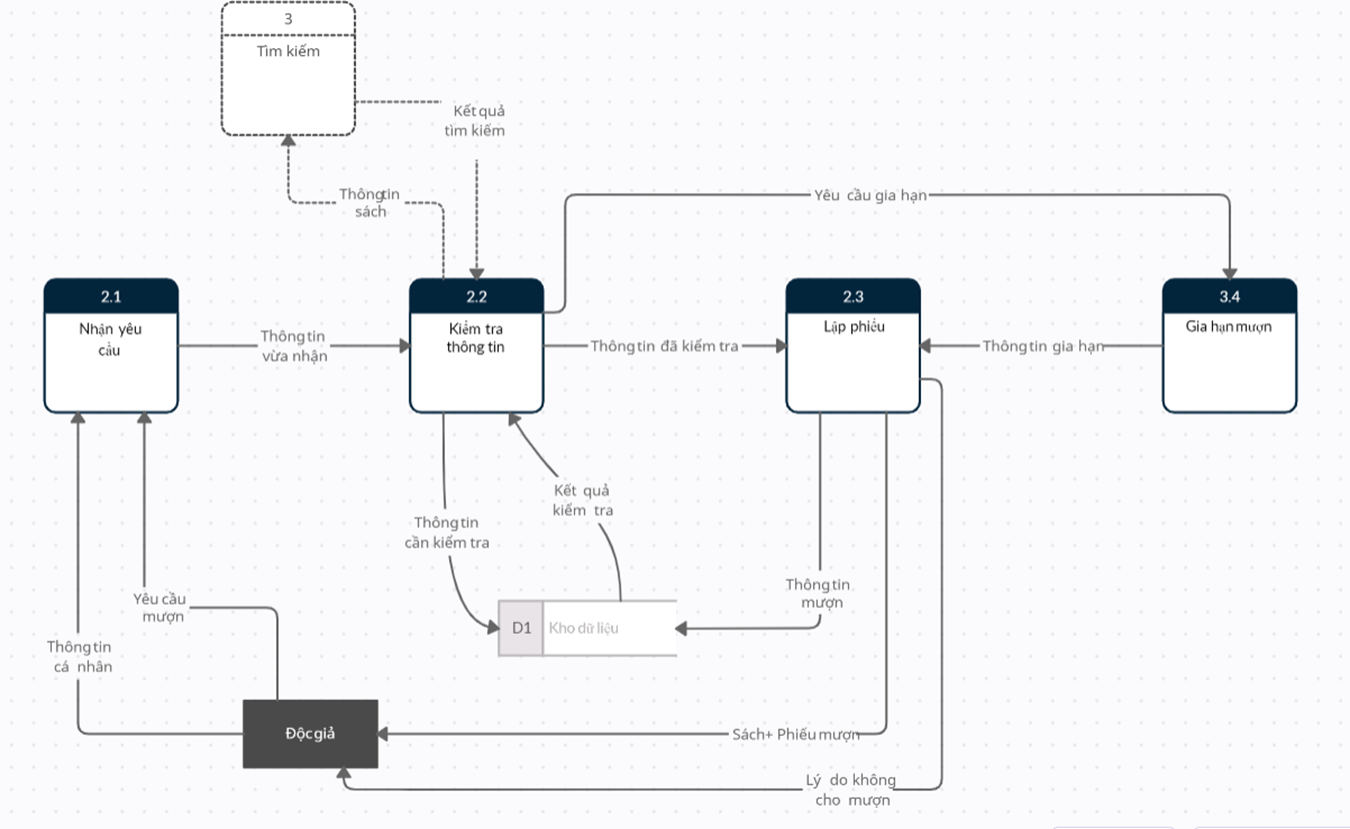 3
Tìm kiếm
Kết quả
tìm kiếm
Thông tin
sách
Yêu cầu gia hạn
2.1
Nhận yêu
cầu
Thông tin
vừa nhận
2.2
Kiểm tra
thông tin
Thông tin đã kiểm tra
2.3
Lập phiếu
Thông tin gia hạn
3.4
Gia hạn mượn
Kết quả
kiểm tra
Thông tin
cần kiểm tra
Thông tin
mượn
Yêu cầu
mượn
D1
Kho dữ liệu
Thông tin
cá nhân
Độc giả
Sách+ Phiếu mượn
Lý do không
cho mượn